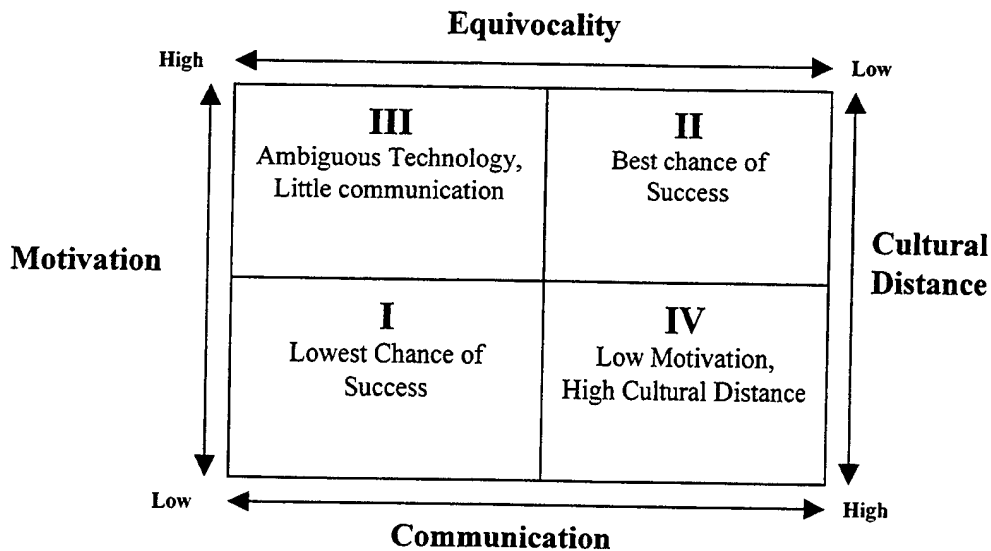 Equivocality
High
Low
III
Ambiguous Technology,
Little communication
II
Best chance of
Success
Motivation
Cultural
Distance
I
Lowest Chance of
Success
IV
Low Motivation,
High Cultural Distance
Low
High
Communication